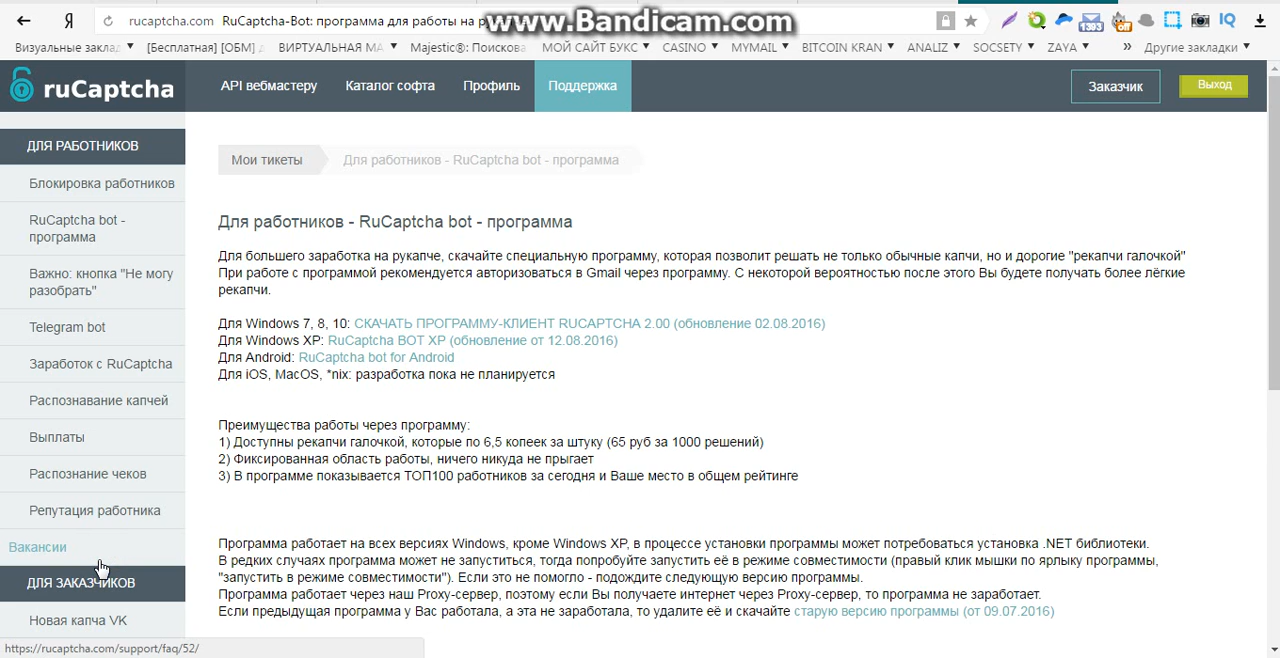 rucaptcha.com RuCaptcha-Bot: программа для работы на
www.Bandicam.com
Визуальные заклад
[Бесплатная] [ОБМ]
ВИРТУАЛЬНАЯ МА
Majestic®: Поискова
МОЙ САЙТ БУКС
CASINO
MYMAIL
BITCOIN KRAN
ANALIZ
SOCSETY
ZAYA
» Другие закладки
ruCaptcha
API вебмастеру
Каталог софта
Профиль
Поддержка
Заказчик
Выход
ДЛЯ РАБОТНИКОВ
Блокировка работников
RuCaptcha bot -
программа
Важно: кнопка "Не могу
разобрать"
Telegram bot
Заработок с RuCaptcha
Распознавание капчей
Выплаты
Распознание чеков
Репутация работника
Вакансии
ДЛЯ ЗАКАЗЧИКОВ
Новая капча VK
https://rucaptcha.com/support/faq/52/
Мои тикеты
Для работников - RuCaptcha bot - программа
Для работников - RuCaptcha bot - программа
Для большего заработка на рукапче, скачайте специальную программу, которая позволит решать не только обычные капчи, но и дорогие "рекапчи галочкой"
При работе с программой рекомендуется авторизоваться в Gmail через программу. С некоторой вероятностью после этого Вы будете получать более лёгкие
рекапчи.
Для Windows 7, 8, 10: СКАЧАТЬ ПРОГРАММУ-КЛИЕНТ RUCAPTCHA 2.00 (обновление 02.08.2016)
Для Windows XP: RuCaptcha BOT XP (обновление от 12.08.2016)
Для Android: RuCaptcha bot for Android
Для iOS, MacOS, *nix: разработка пока не планируется
Преимущества работы через программу:
1) Доступны рекапчи галочкой, которые по 6,5 копеек за штуку (65 руб за 1000 решений)
2) Фиксированная область работы, ничего никуда не прыгает
3) В программе показывается ТОП100 работников за сегодня и Ваше место в общем рейтинге
Программа работает на всех версиях Windows, кроме Windows XP, в процессе установки программы может потребоваться установка .NET библиотеки.
В редких случаях программа может не запуститься, тогда попробуйте запустить её в режиме совместимости (правый клик мышки по ярлыку программы,
"запустить в режиме совместимости"). Если это не помогло - подождите следующую версию программы.
Программа работает через наш Proxy-сервер, поэтому если Вы получаете интернет через Proxy-сервер, то программа не заработает.
Если предыдущая программа у Вас работала, а эта не заработала, то удалите её и скачайте старую версию программы (от 09.07.2016)